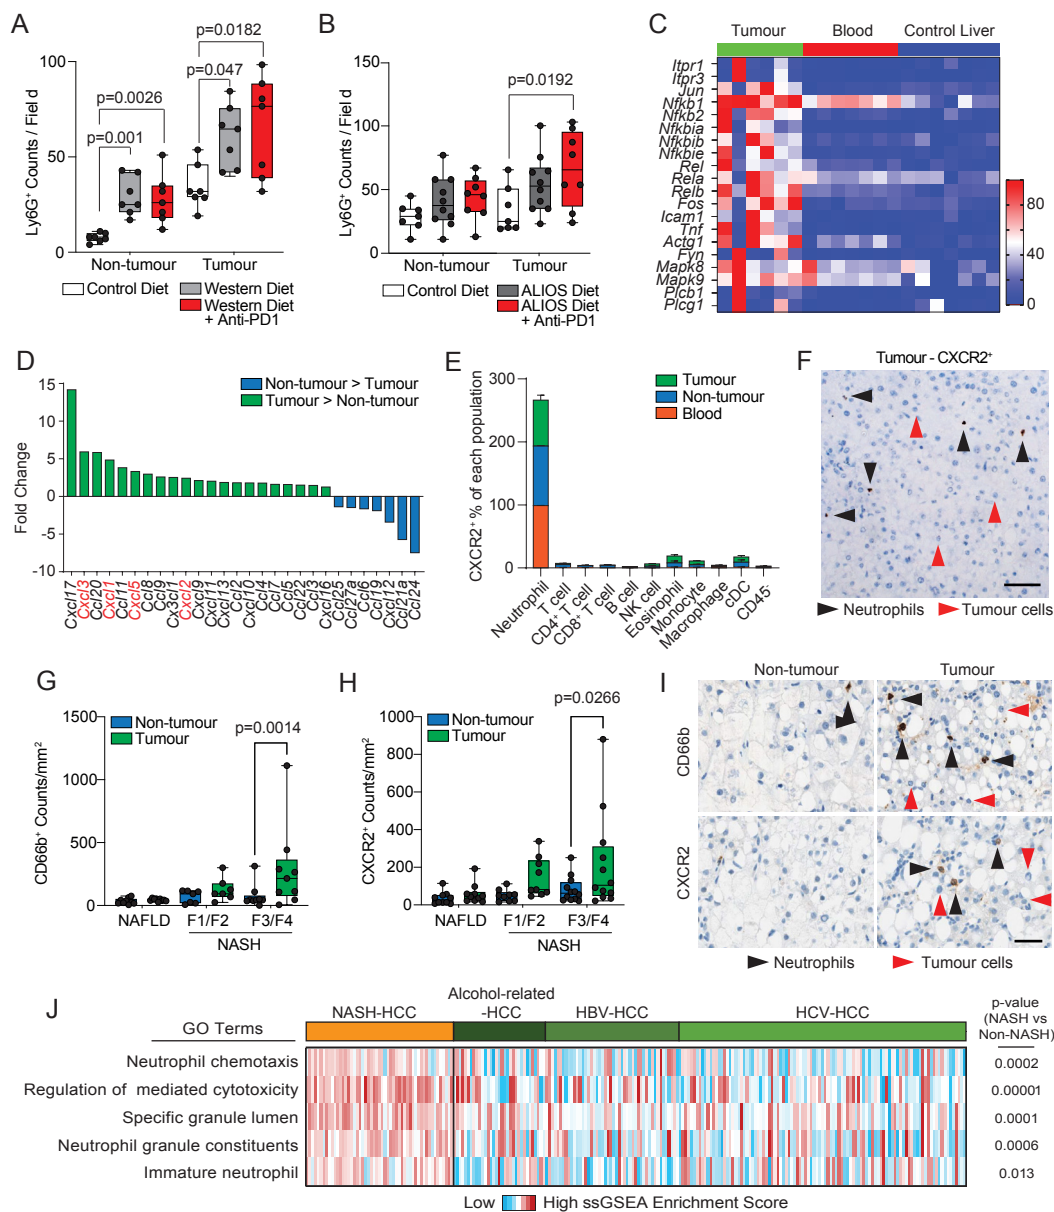 A
p=0.0182
p=0.047
p=0.0026
p=0.001
Ly6G⁺ Counts / Field
100
50
0
Non-tumour
Tumour
Control Diet
Western Diet
Western Diet
+ Anti-PD1
B
p=0.0192
Ly6G⁺ Counts / Field
150
100
50
0
Non-tumour
Tumour
Control Diet
ALIOS Diet
ALIOS Diet
+ Anti-PD1
C
Tumour
Blood
Control Liver
Itpr1
Itpr3
Jun
Nfkb1
Nfkb2
Nfkbia
Nfkbib
Nfkbie
Rel
Rela
Relb
Fos
Icam1
Tnf
Actg1
Fyn
Mapk8
Mapk9
Plcb1
Plcg1
80
60
40
20
0
D
Non-tumour > Tumour
Tumour > Non-tumour
Fold Change
15
10
5
0
-5
-10
Cxcl17
Cxcl3
Ccl20
Cxcl1
Ccl11
Cxcl5
Ccl8
Ccl9
Cx3cl1
Cxcl2
Cxcl9
Cxcl11
Cxcl13
Ccl2
Cxcl10
Ccl4
Ccl7
Ccl5
Ccl22
Ccl3
Cxcl16
Ccl25
Ccl27a
Ccl6
Ccl19
Cxcl12
Ccl21a
Ccl24
E
Tumour
Non-tumour
Blood
CXCR2⁺ % of each population
300
200
100
0
Neutrophil
T cell
CD4⁺ T cell
CD8⁺ T cell
B cell
NK cell
Eosinophil
Monocyte
Macrophage
cDC
CD45⁻
F
Tumour - CXCR2⁺
Neutrophils
Tumour cells
G
Non-tumour
Tumour
p=0.0014
CD66b⁺ Counts/mm²
1500
1000
500
0
NAFLD
F1/F2
F3/F4
NASH
H
Non-tumour
Tumour
p=0.0266
CXCR2⁺ Counts/mm²
1000
800
600
400
200
0
NAFLD
F1/F2
F3/F4
NASH
I
Non-tumour
Tumour
CD66b
CXCR2
Neutrophils
Tumour cells
J
GO Terms
NASH-HCC
Alcohol-related
-HCC
HBV-HCC
HCV-HCC
p-value
(NASH vs
Non-NASH)
Neutrophil chemotaxis
0.0002
Regulation of mediated cytotoxicity
0.00001
Specific granule lumen
0.0001
Neutrophil granule constituents
0.0006
Immature neutrophil
0.013
Low
High ssGSEA Enrichment Score